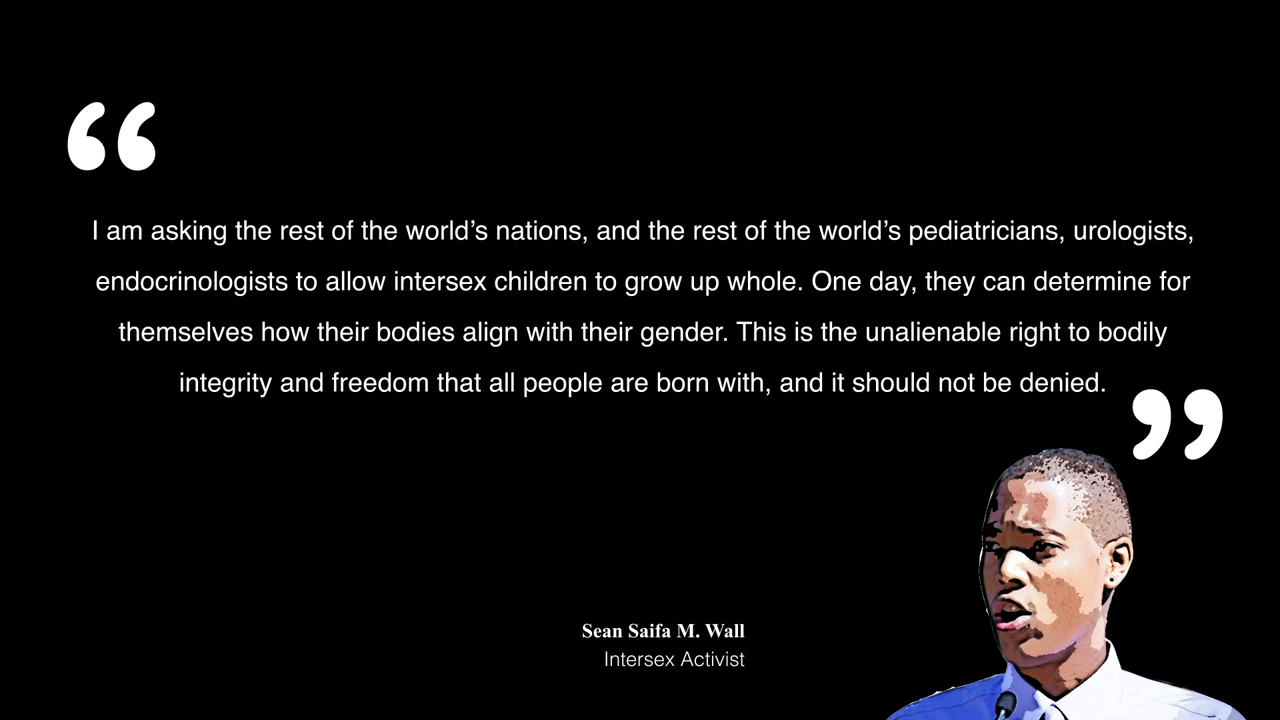 “
I am asking the rest of the world’s nations, and the rest of the world’s pediatricians, urologists,
endocrinologists to allow intersex children to grow up whole. One day, they can determine for
themselves how their bodies align with their gender. This is the unalienable right to bodily
integrity and freedom that all people are born with, and it should not be denied.
”
Sean Saifa M. Wall
Intersex Activist